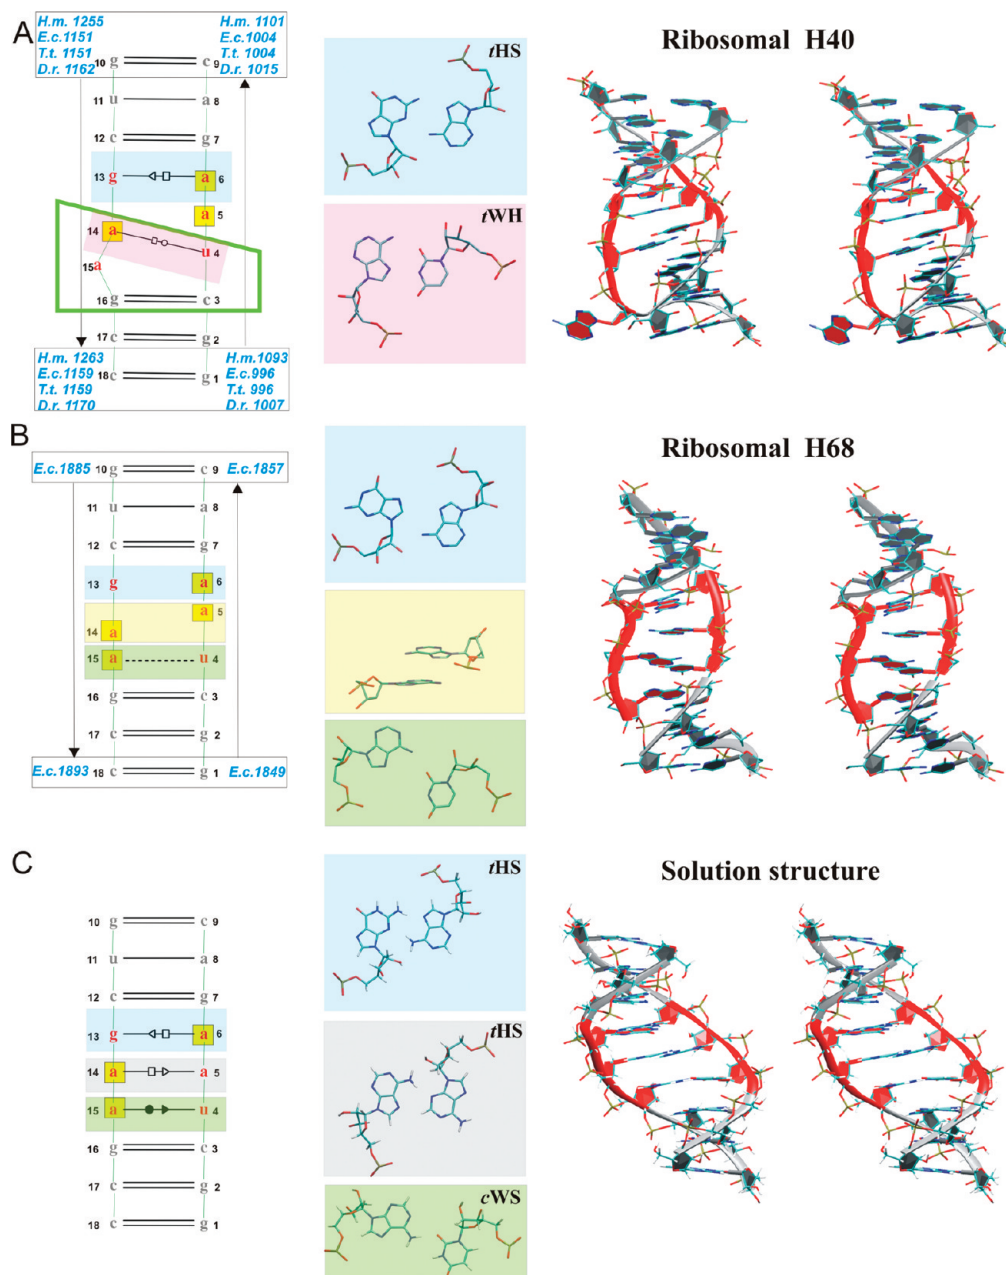 A
H.m. 1255 H.m. 1101
E.c.1151 E.c.1004
T.t. 1151 T.t. 1004
D.r. 1162 D.r. 1015
10 g c 9
11 u a 8
12 c g 7
13 g a 6
a 5
14 a u 4
15 a
16 g c 3
17 c g 2
18 c g 1
H.m. 1263 H.m.1093
E.c.1159 E.c.996
T.t. 1159 T.t. 996
D.r. 1170 D.r. 1007
tHS
tWH
Ribosomal H40
B
E.c.1885 10 g c 9 E.c.1857
11 u a 8
12 c g 7
13 g a 6
a 5
14 a
15 a u 4
16 g c 3
17 c g 2
E.c.1893 18 c g 1 E.c.1849
Ribosomal H68
C
10 g c 9
11 u a 8
12 c g 7
13 g a 6
14 a a 5
15 a u 4
16 g c 3
17 c g 2
18 c g 1
tHS
tHS
cWS
Solution structure